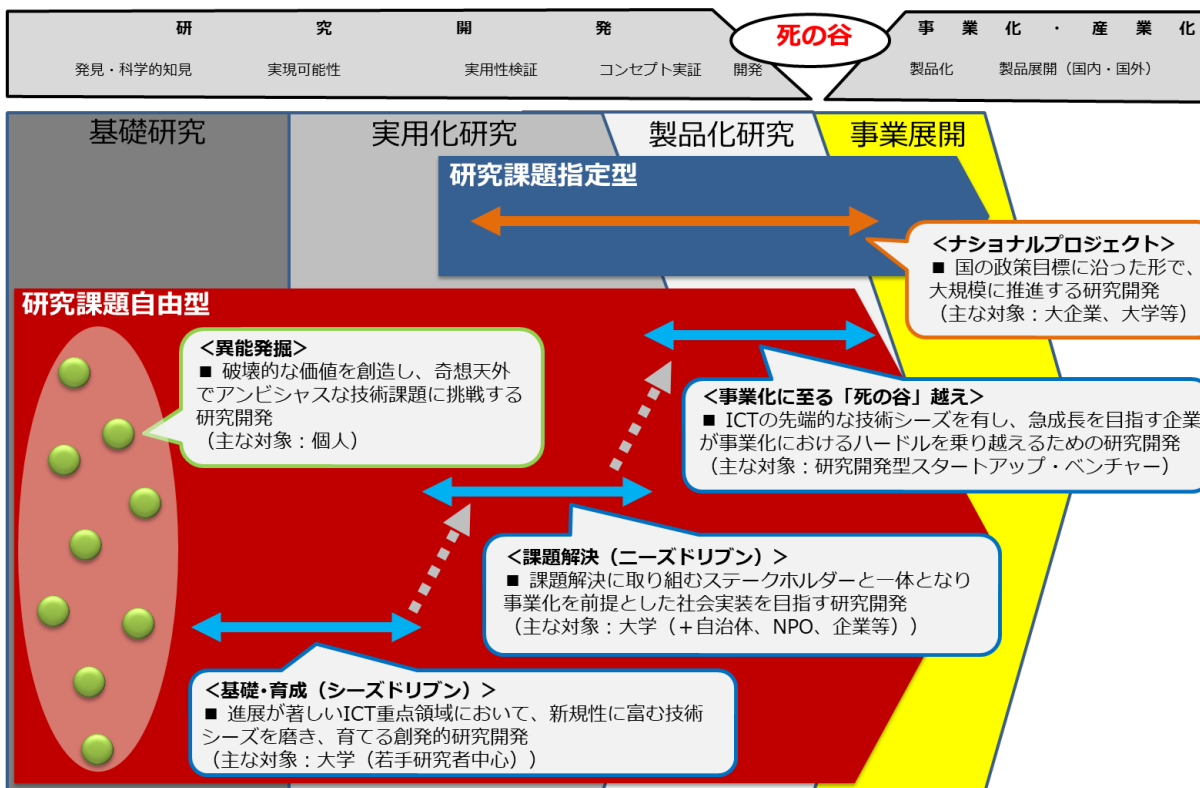 研究開発
死の谷
事業化・産業化
発見・科学的知見
実現可能性
実用性検証
コンセプト実証
開発
製品化
製品展開（国内・国外）
基礎研究
実用化研究
製品化研究
事業展開
研究課題指定型
＜ナショナルプロジェクト＞
■ 国の政策目標に沿った形で、
大規模に推進する研究開発
（主な対象：大企業、大学等）
研究課題自由型
＜異能発掘＞
■ 破壊的な価値を創造し、奇想天外
でアンビシャスな技術課題に挑戦する
研究開発
（主な対象：個人）
＜事業化に至る「死の谷」越え＞
■ ICTの先端的な技術シーズを有し、急成長を目指す企業
が事業化におけるハードルを乗り越えるための研究開発
（主な対象：研究開発型スタートアップ・ベンチャー）
＜課題解決（ニーズドリブン）＞
■ 課題解決に取り組むステークホルダーと一体となり
事業化を前提とした社会実装を目指す研究開発
（主な対象：大学（＋自治体、NPO、企業等））
＜基礎・育成（シーズドリブン）＞
■ 進展が著しいICT重点領域において、新規性に富む技術
シーズを磨き、育てる創発的研究開発
（主な対象：大学（若手研究者中心））